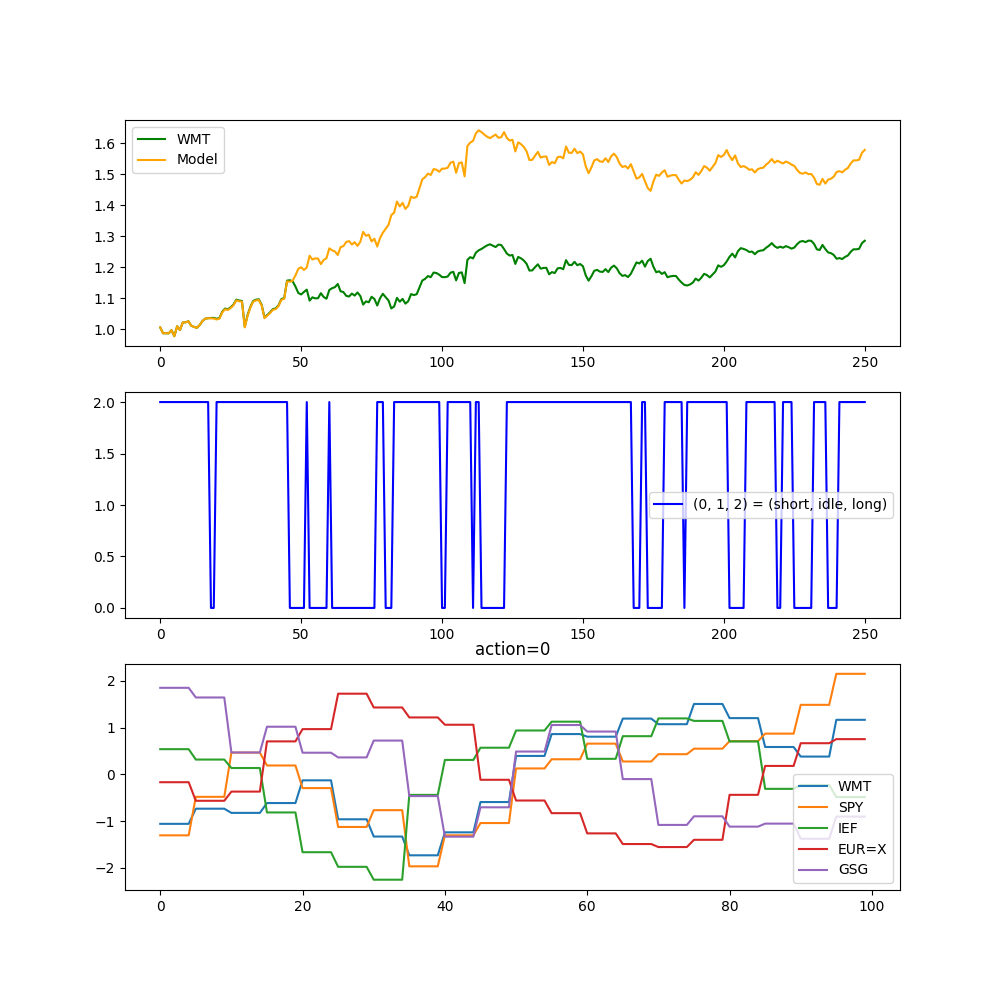 WMT
Model
1.6
1.5
1.4
1.3
1.2
1.1
1.0
0 50 100 150 200 250
2.0
1.5
1.0
0.5
0.0
(0, 1, 2) = (short, idle, long)
0 50 100 150 200 250
action=0
2
1
0
−1
−2
WMT
SPY
IEF
EUR=X
GSG
0 20 40 60 80 100